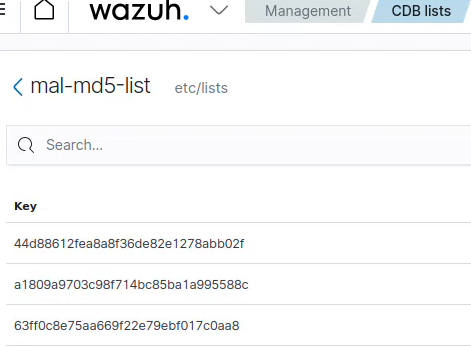 wazuh.
Management
CDB lists
mal-md5-list
etc/lists
Search...
Key
44d88612fea8a8f36de82e1278abb02f
a1809a9703c98f714bc85ba1a995588c
63ff0c8e75aa669f22e79ebf017c0aa8